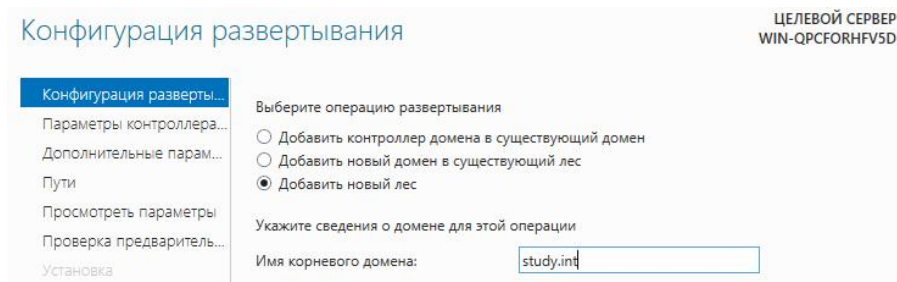 Конфигурация развертывания
ЦЕЛЕВОЙ СЕРВЕР
WIN-QPCFORHFV5D
Конфигурация разверты...
Параметры контроллера...
Дополнительные парам...
Пути
Просмотреть параметры
Проверка предваритель...
Установка
Выберите операцию развертывания
Добавить контроллер домена в существующий домен
Добавить новый домен в существующий лес
Добавить новый лес
Укажите сведения о домене для этой операции
Имя корневого домена: study.int